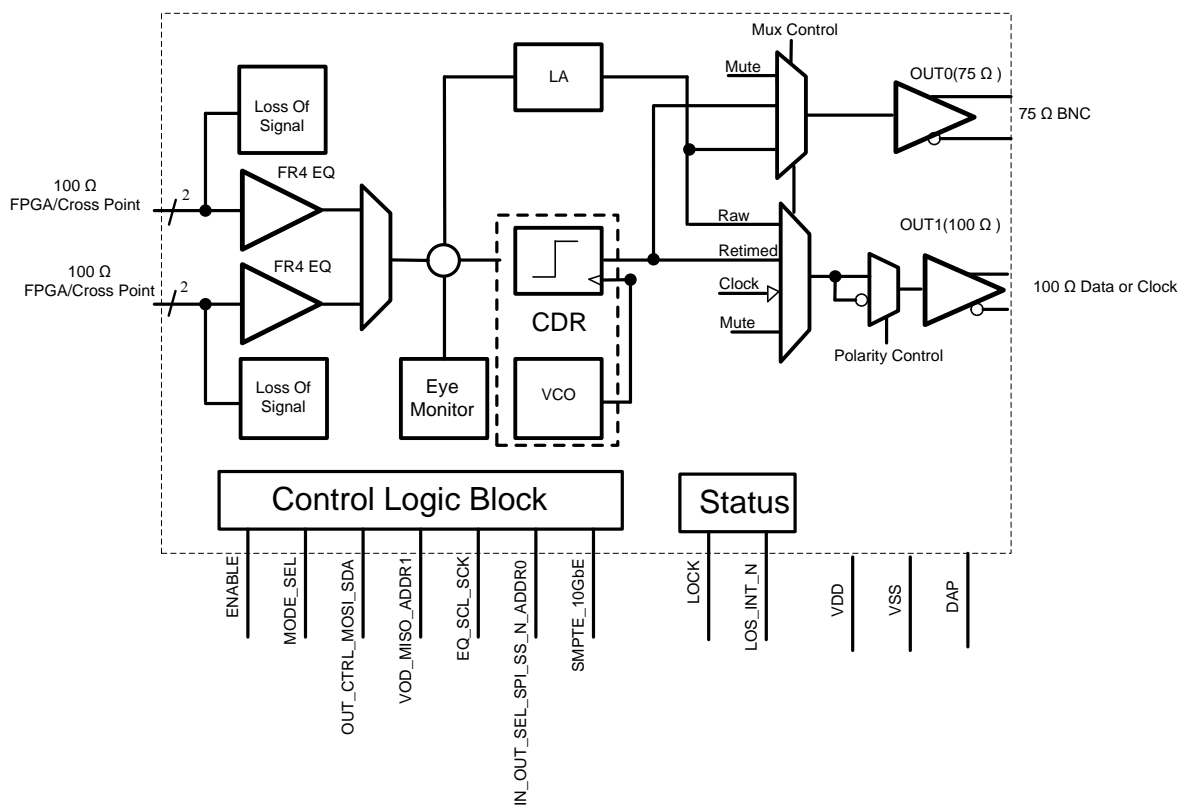 Mux Control
Mute
LA
OUT0(75 Ω )
75 Ω BNC
Loss Of
Signal
FR4 EQ
100 Ω
FPGA/Cross Point
2
Raw
OUT1(100 Ω )
Retimed
FR4 EQ
100 Ω
FPGA/Cross Point
2
Clock
100 Ω Data or Clock
CDR
Mute
Polarity Control
Loss Of
Signal
Eye
Monitor
VCO
Control Logic Block
Status
ENABLE
MODE_SEL
OUT_CTRL_MOSI_SDA
VOD_MISO_ADDR1
EQ_SCL_SCK
IN_OUT_SEL_SPI_SS_N_ADDR0
SMPTE_10GbE
LOCK
LOS_INT_N
VDD
VSS
DAP